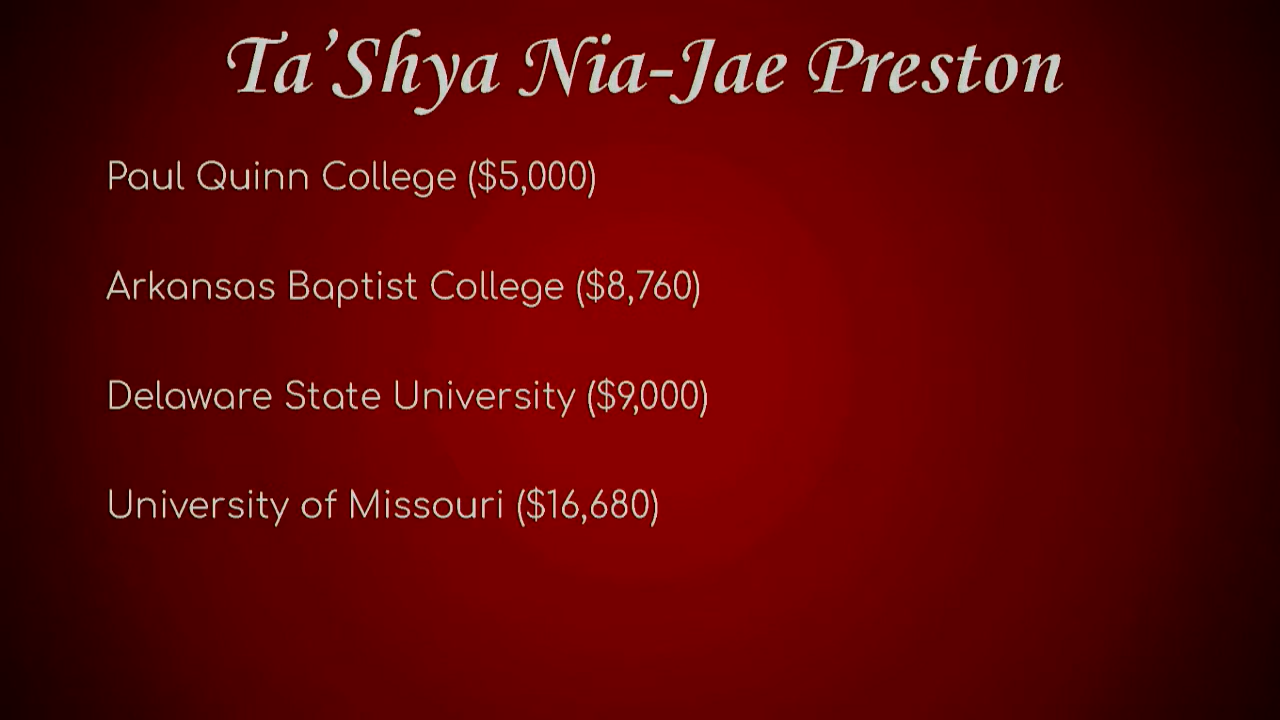 Ta’Shya Nia-Jae Preston
Paul Quinn College ($5,000)
Arkansas Baptist College ($8,760)
Delaware State University ($9,000)
University of Missouri ($16,680)